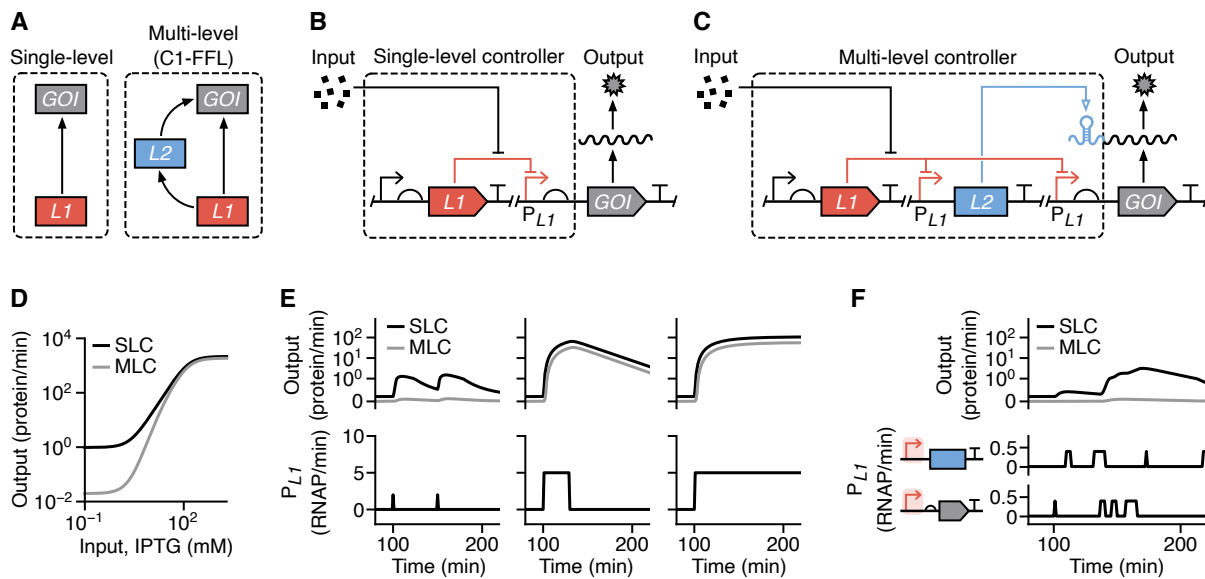 A
Single-level
GOI
L1
Multi-level
(C1-FFL)
GOI
L2
L1
B
Input
Single-level controller
Output
L1
P_L1
GOI
C
Input
Multi-level controller
Output
L1
P_L1
L2
P_L1
GOI
D
Output (protein/min)
10^4
10^2
10^0
10^-2
SLC
MLC
10^-1
10^2
Input, IPTG (mM)
E
Output
(protein/min)
10^2
10^1
10^0
0
SLC
MLC
P_L1
(RNAP/min)
10
5
0
100
200
Time (min)
100
200
Time (min)
100
200
Time (min)
F
Output
(protein/min)
10^2
10^1
10^0
0
SLC
MLC
P_L1
(RNAP/min)
0.5
0
0.5
0
100
200
Time (min)